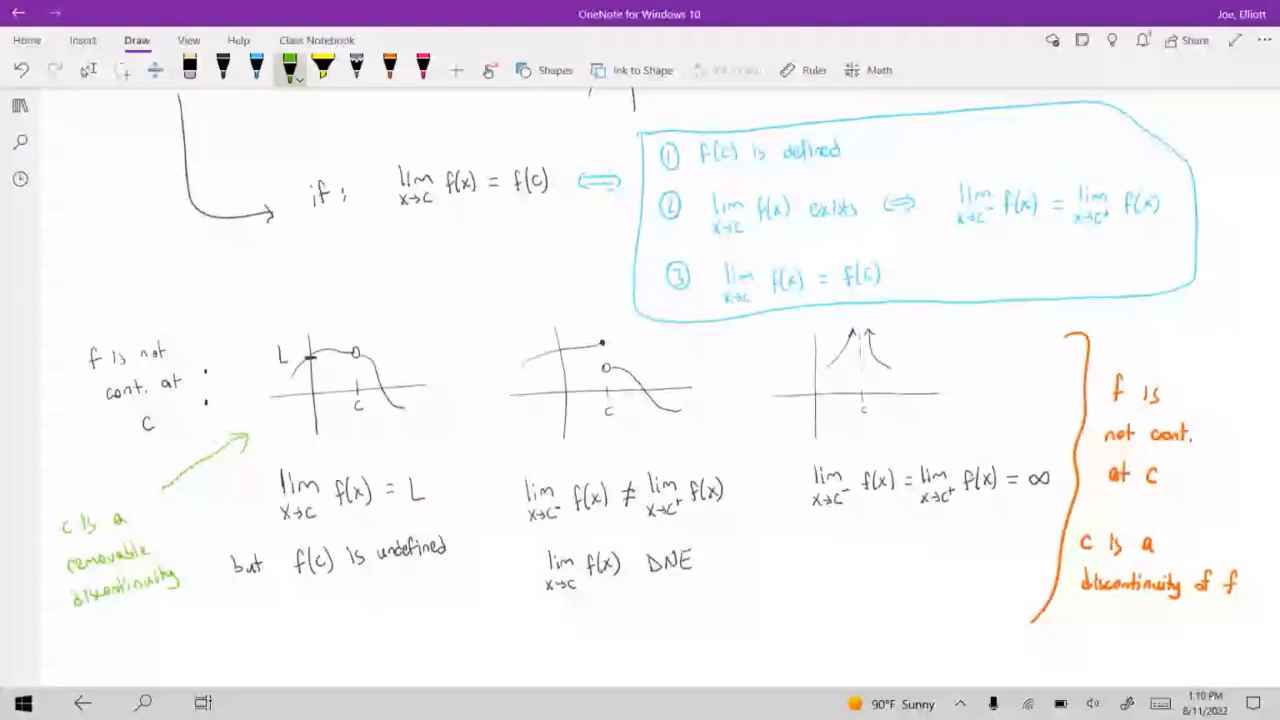 OneNote for Windows 10
Joe, Elliott
Home Insert Draw View Help Class Notebook
Share
Shapes Ink to Shape Ruler Math
if: lim x→c f(x) = f(c) ⟺
① f(c) is defined
② lim x→c f(x) exists ⟺ lim x→c⁻ f(x) = lim x→c⁺ f(x)
③ lim x→c f(x) = f(c)
f is not
cont. at
c
:
L
c
c
c
lim x→c f(x) = L
but f(c) is undefined
lim x→c⁻ f(x) ≠ lim x→c⁺ f(x)
lim x→c f(x) DNE
lim x→c⁻ f(x) = lim x→c⁺ f(x) = ∞
f is
not cont.
at c
c is a
discontinuity of f
c is a
removable
discontinuity
90°F Sunny
1:10 PM
8/11/2022